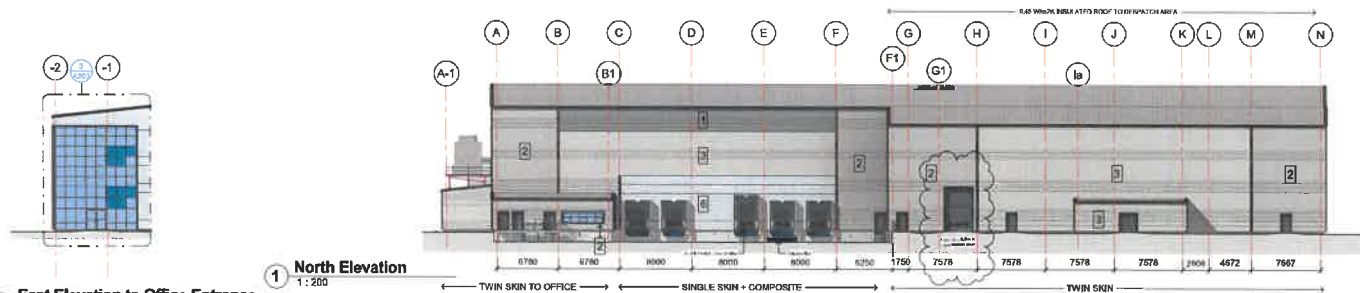 0.45 W/m2K INSULATED ROOF TO DESPATCH AREA
A B C D E F G H I J K L M N
-2 3 A203 -1
A-1 B1 F1 G1 Ia
1
2 3 2 2 3 2
6
3
2
6780 6780 8000 8000 8000 6250 1750 7578 7578 7578 7578 2906 4672 7667
1 North Elevation
1 : 200
TWIN SKIN TO OFFICE SINGLE SKIN + COMPOSITE TWIN SKIN
East Elevation to Office Entrance